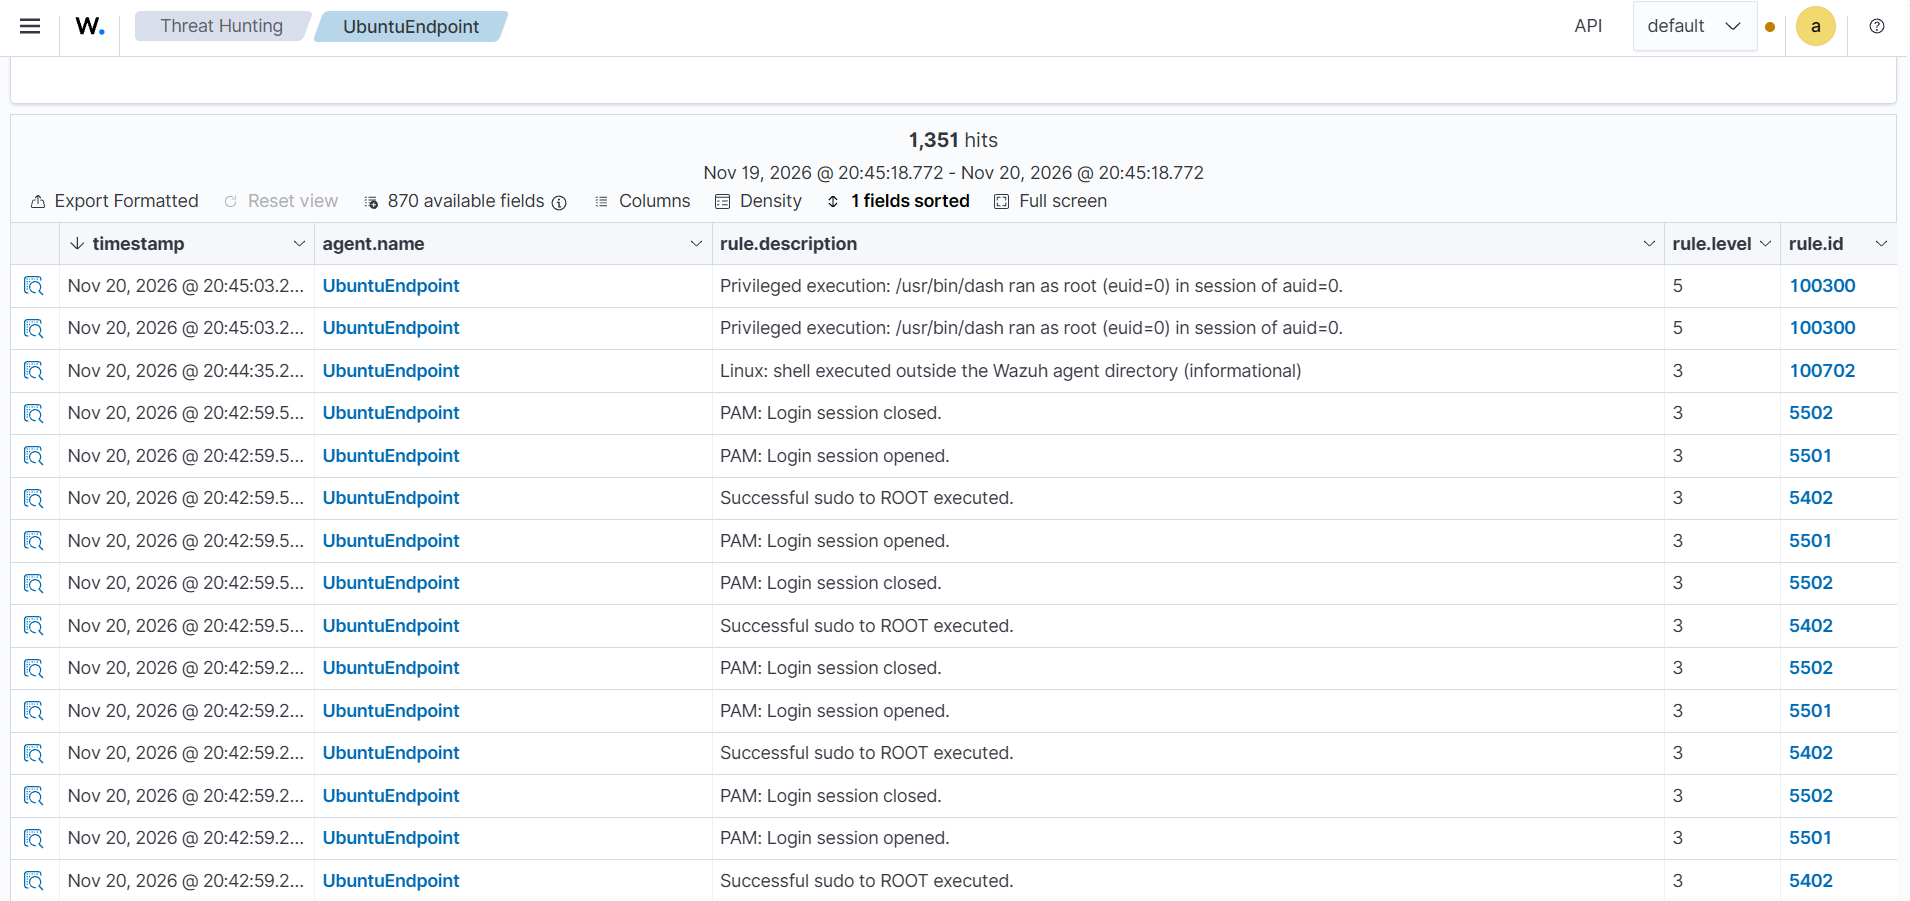 W.
Threat Hunting
UbuntuEndpoint
API
default
a
1,351 hits
Nov 19, 2026 @ 20:45:18.772 - Nov 20, 2026 @ 20:45:18.772
Export Formatted Reset view 870 available fields Columns Density 1 fields sorted Full screen
timestamp agent.name rule.description rule.level rule.id
Nov 20, 2026 @ 20:45:03.2... UbuntuEndpoint Privileged execution: /usr/bin/dash ran as root (euid=0) in session of auid=0. 5 100300
Nov 20, 2026 @ 20:45:03.2... UbuntuEndpoint Privileged execution: /usr/bin/dash ran as root (euid=0) in session of auid=0. 5 100300
Nov 20, 2026 @ 20:44:35.2... UbuntuEndpoint Linux: shell executed outside the Wazuh agent directory (informational) 3 100702
Nov 20, 2026 @ 20:42:59.5... UbuntuEndpoint PAM: Login session closed. 3 5502
Nov 20, 2026 @ 20:42:59.5... UbuntuEndpoint PAM: Login session opened. 3 5501
Nov 20, 2026 @ 20:42:59.5... UbuntuEndpoint Successful sudo to ROOT executed. 3 5402
Nov 20, 2026 @ 20:42:59.5... UbuntuEndpoint PAM: Login session opened. 3 5501
Nov 20, 2026 @ 20:42:59.5... UbuntuEndpoint PAM: Login session closed. 3 5502
Nov 20, 2026 @ 20:42:59.5... UbuntuEndpoint Successful sudo to ROOT executed. 3 5402
Nov 20, 2026 @ 20:42:59.2... UbuntuEndpoint PAM: Login session closed. 3 5502
Nov 20, 2026 @ 20:42:59.2... UbuntuEndpoint PAM: Login session opened. 3 5501
Nov 20, 2026 @ 20:42:59.2... UbuntuEndpoint Successful sudo to ROOT executed. 3 5402
Nov 20, 2026 @ 20:42:59.2... UbuntuEndpoint PAM: Login session closed. 3 5502
Nov 20, 2026 @ 20:42:59.2... UbuntuEndpoint PAM: Login session opened. 3 5501
Nov 20, 2026 @ 20:42:59.2... UbuntuEndpoint Successful sudo to ROOT executed. 3 5402